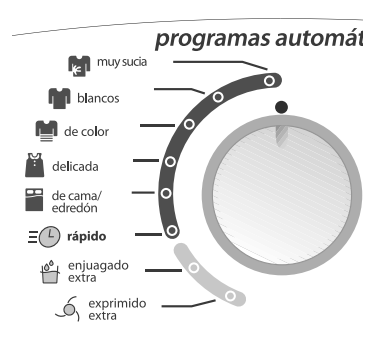 programas automát
muy sucia
blancos
de color
delicada
de cama/
edredón
rápido
enjuagado
extra
exprimido
extra